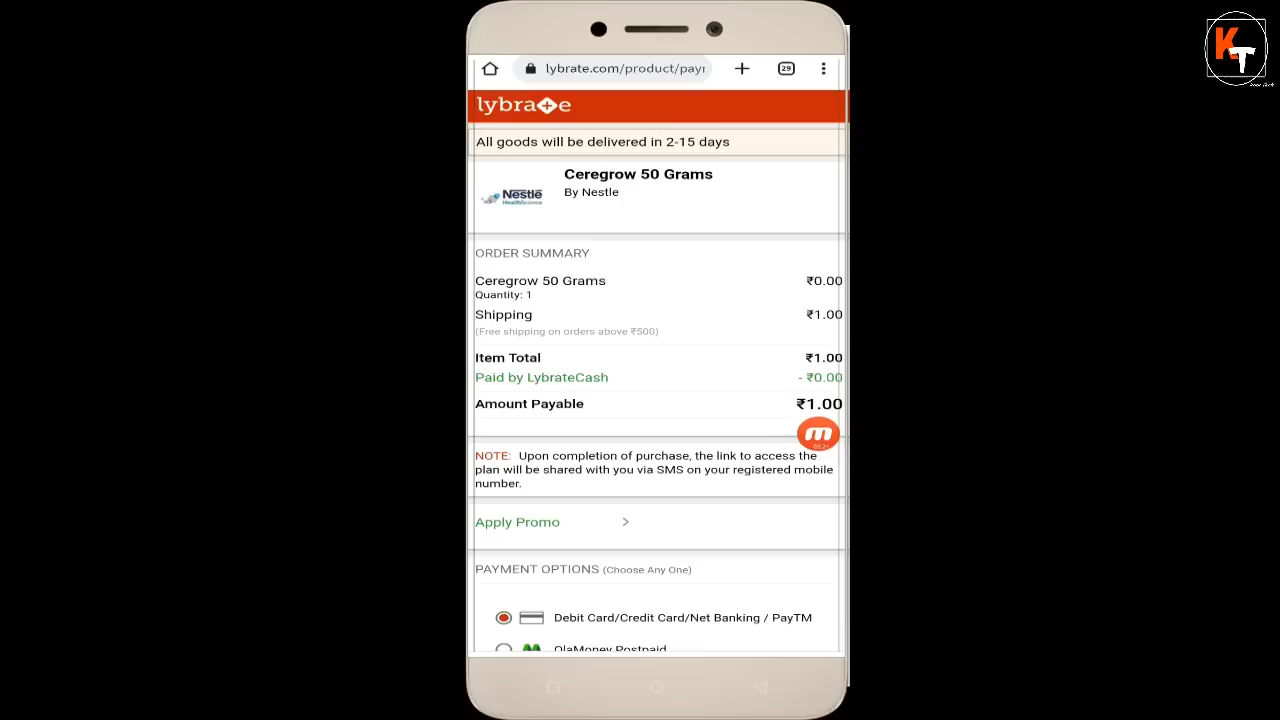 KT
29
lybrate.com/product/payr
lybrate
All goods will be delivered in 2-15 days
Ceregrow 50 Grams
Nestlé
By Nestle
ORDER SUMMARY
Ceregrow 50 Grams ₹0.00
Quantity: 1
Shipping ₹1.00
(Free shipping on orders above ₹500)
Item Total ₹1.00
Paid by LybrateCash - ₹0.00
Amount Payable ₹1.00
NOTE: Upon completion of purchase, the link to access the
plan will be shared with you via SMS on your registered mobile
number.
Apply Promo >
PAYMENT OPTIONS (Choose Any One)
Debit Card/Credit Card/Net Banking / PayTM
OlaMoney Postpaid